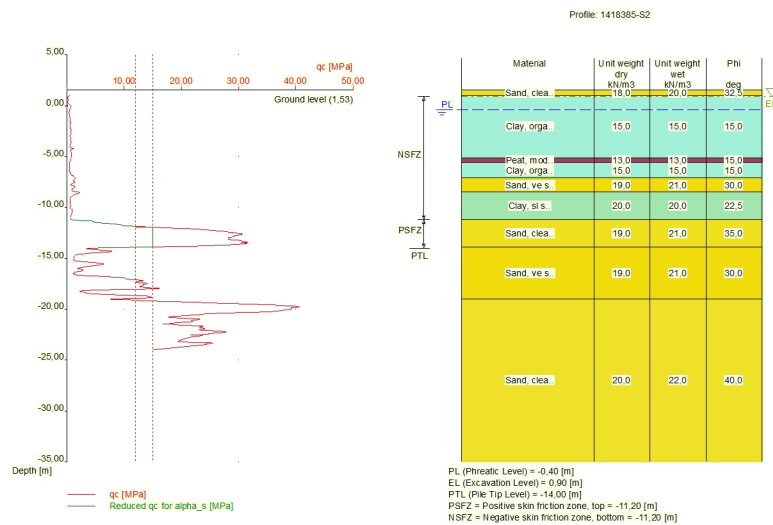 Profile: 1418385-S2
5,00
qc [MPa]
10,00 20,00 30,00 40,00 50,00
Ground level (1,53)
0,00
-5,00
-10,00
-15,00
-20,00
-25,00
-30,00
-35,00
Depth [m]
qc [MPa]
Reduced qc for alpha_s [MPa]
Material Unit weight Unit weight Phi
dry wet deg
kN/m3 kN/m3
Sand, clea.. 18,0 20,0 32,5
PL
Clay, orga.. 15,0 15,0 15,0
NSFZ
Peat, mod.. 13,0 13,0 15,0
Clay, orga.. 15,0 15,0 15,0
Sand, ve s.. 19,0 21,0 30,0
Clay, sl s.. 20,0 20,0 22,5
PSFZ
Sand, clea.. 19,0 21,0 35,0
PTL
Sand, ve s.. 19,0 21,0 30,0
Sand, clea.. 20,0 22,0 40,0
PL (Phreatic Level) = -0,40 [m]
EL (Excavation Level) = 0,90 [m]
PTL (Pile Tip Level) = -14,00 [m]
PSFZ = Positive skin friction zone, top = -11,20 [m]
NSFZ = Negative skin friction zone, bottom = -11,20 [m]